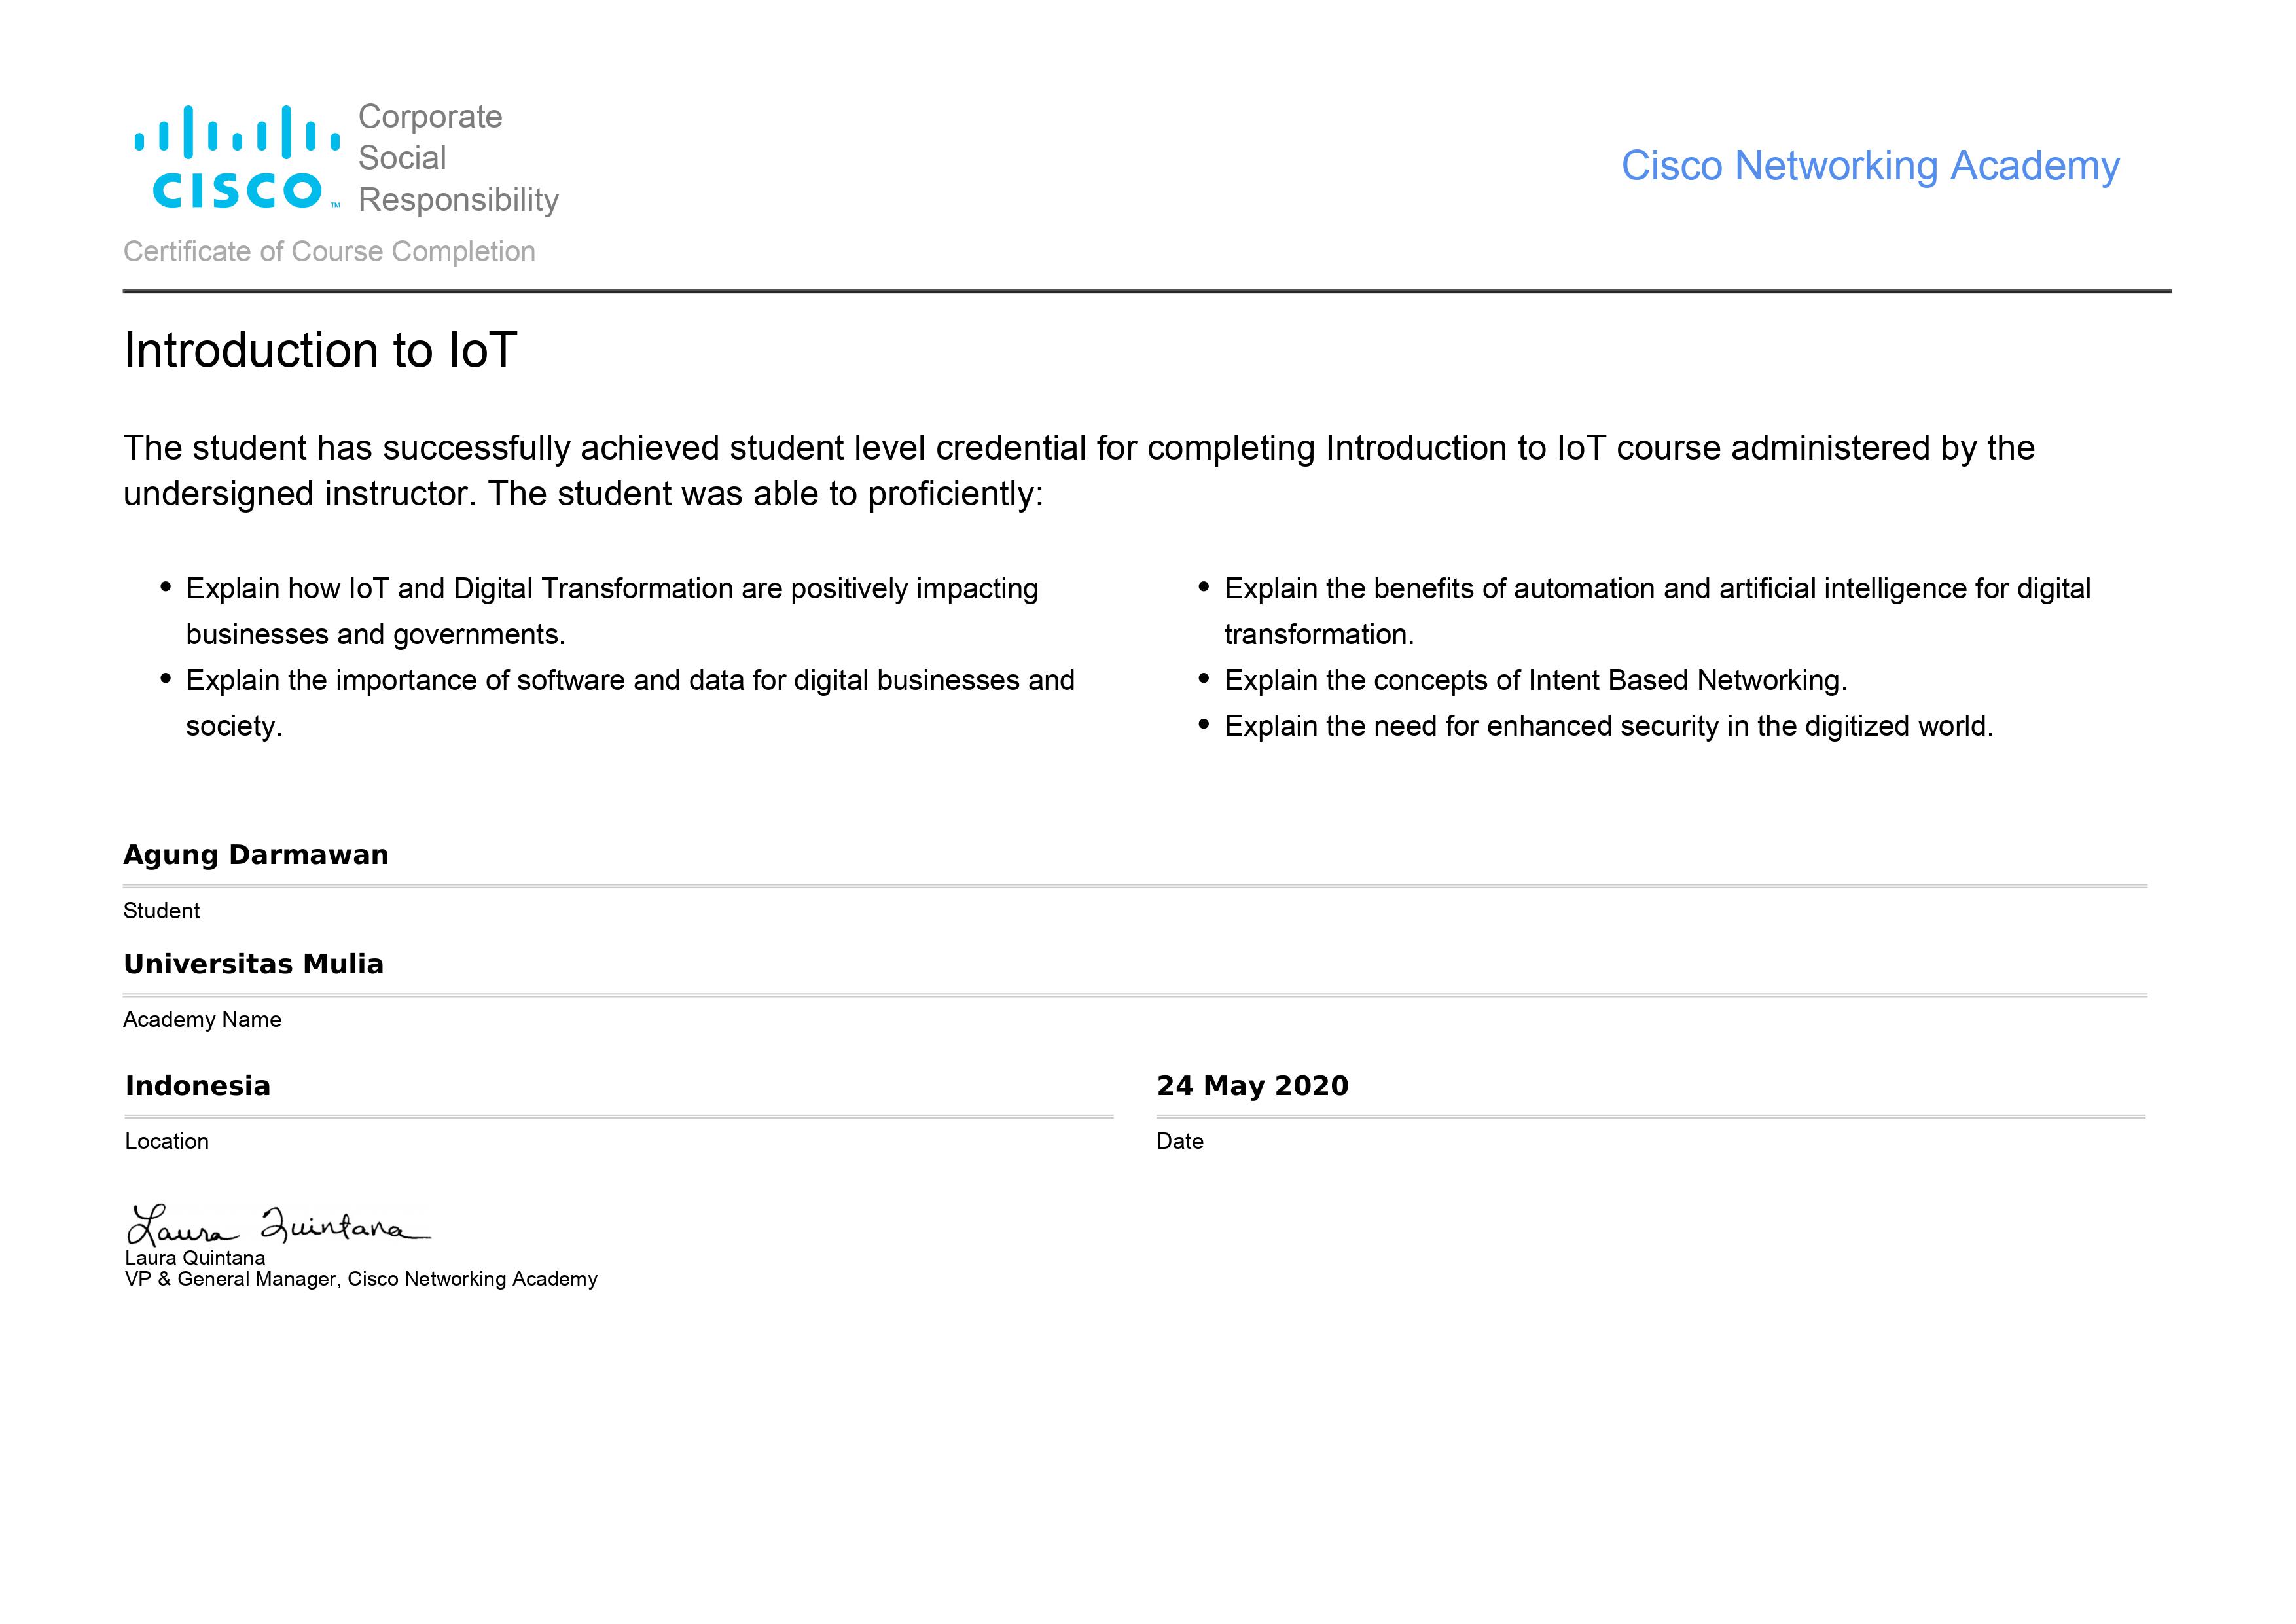 Corporate
Social
Responsibility
CISCO™
Cisco Networking Academy
Certificate of Course Completion
Introduction to IoT
The student has successfully achieved student level credential for completing Introduction to IoT course administered by the
undersigned instructor. The student was able to proficiently:
• Explain how IoT and Digital Transformation are positively impacting
businesses and governments.
• Explain the importance of software and data for digital businesses and
society.
• Explain the benefits of automation and artificial intelligence for digital
transformation.
• Explain the concepts of Intent Based Networking.
• Explain the need for enhanced security in the digitized world.
Agung Darmawan
Student
Universitas Mulia
Academy Name
Indonesia
Location
24 May 2020
Date
Laura Quintana
Laura Quintana
VP & General Manager, Cisco Networking Academy